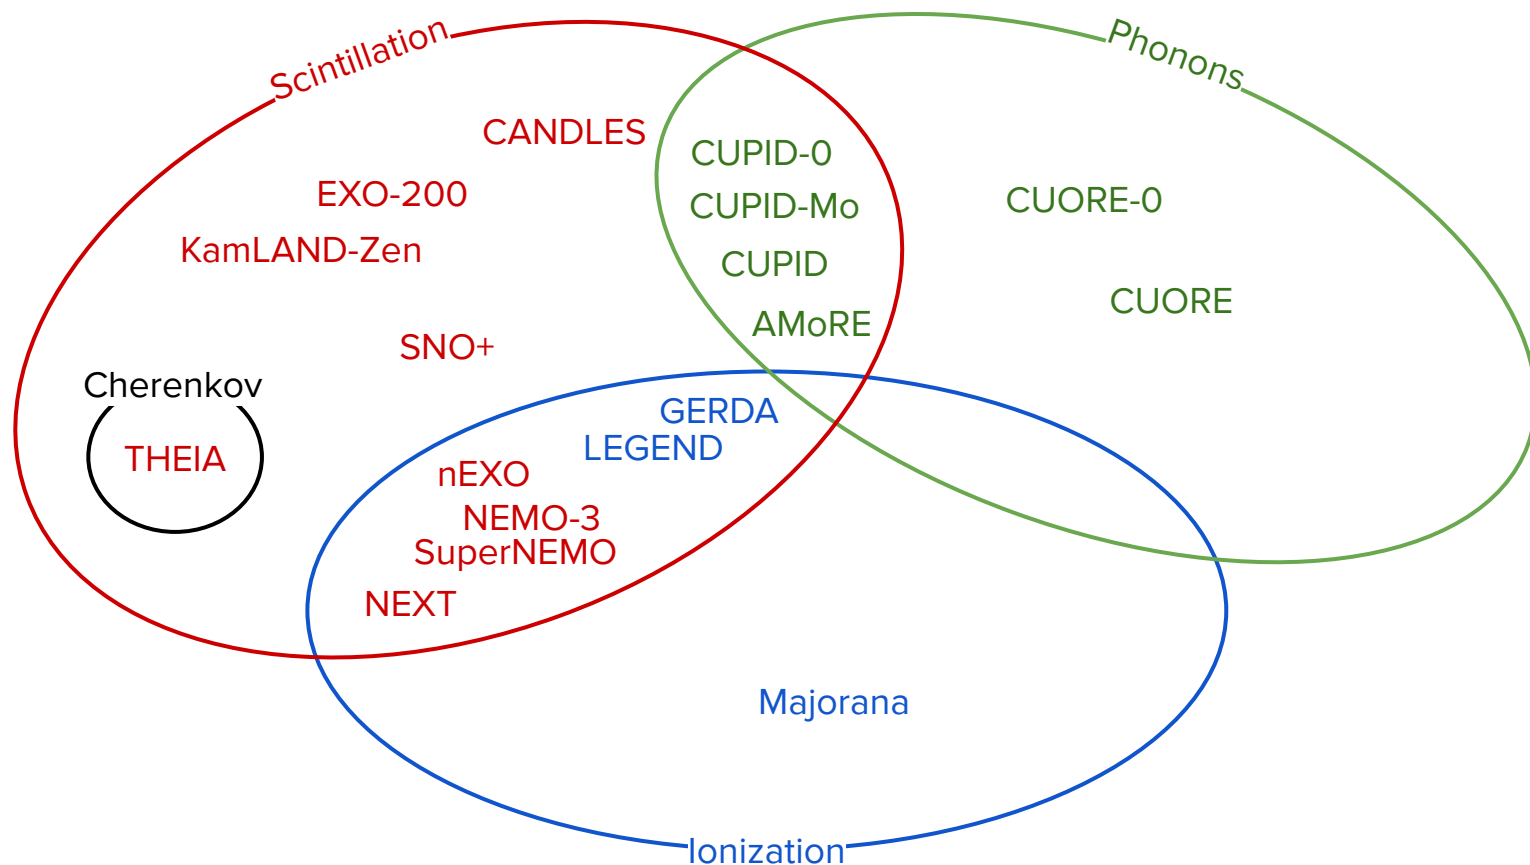 Scintillation
Phonons
CANDLES
CUPID-0
EXO-200
CUPID-Mo
CUORE-0
KamLAND-Zen
CUPID
CUORE
AMoRE
SNO+
Cherenkov
GERDA
LEGEND
THEIA
nEXO
NEMO-3
SuperNEMO
NEXT
Majorana
Ionization